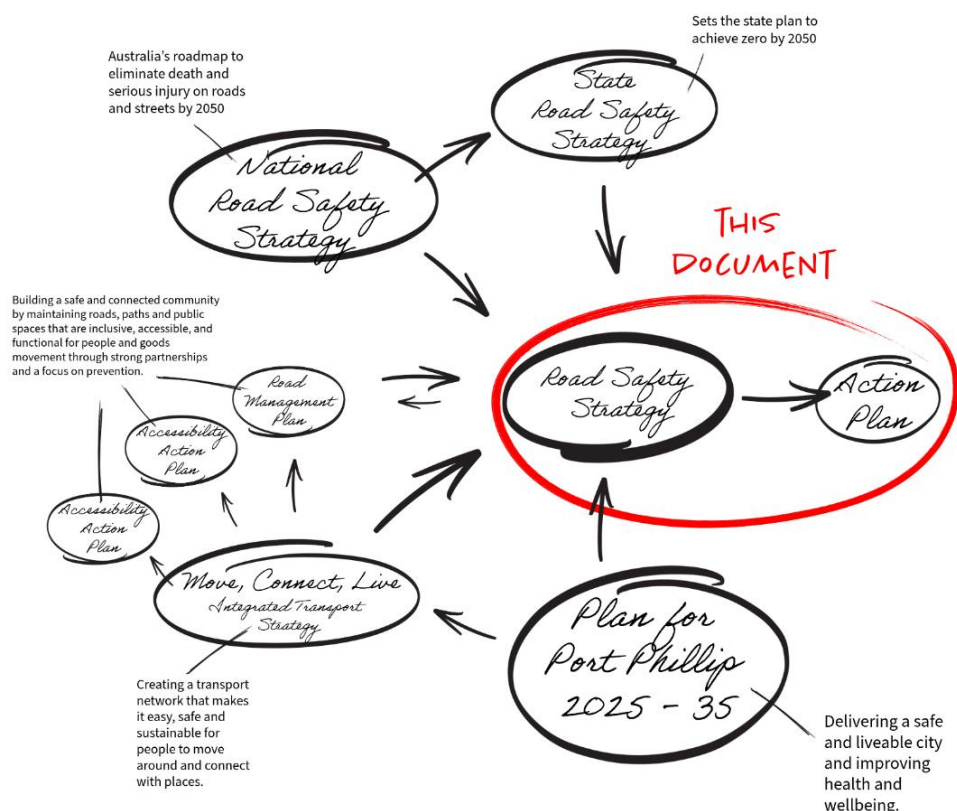 Sets the state plan to
achieve zero by 2050
Australia's roadmap to
eliminate death and
serious injury on roads
and streets by 2050
State
Road Safety
Strategy
National
Road Safety
Strategy
THIS
DOCUMENT
Building a safe and connected community
by maintaining roads, paths and public
spaces that are inclusive, accessible, and
functional for people and goods
movement through strong partnerships
and a focus on prevention.
Road Safety
Strategy
Action
Plan
Road
Management
Plan
Accessibility
Action
Plan
Accessibility
Action
Plan
Move, Connect, Live
Integrated Transport
Strategy
Plan for
Port Phillip
2025 - 35
Creating a transport
network that makes
it easy, safe and
sustainable for
people to move
around and connect
with places.
Delivering a safe
and liveable city
and improving
health and
wellbeing.